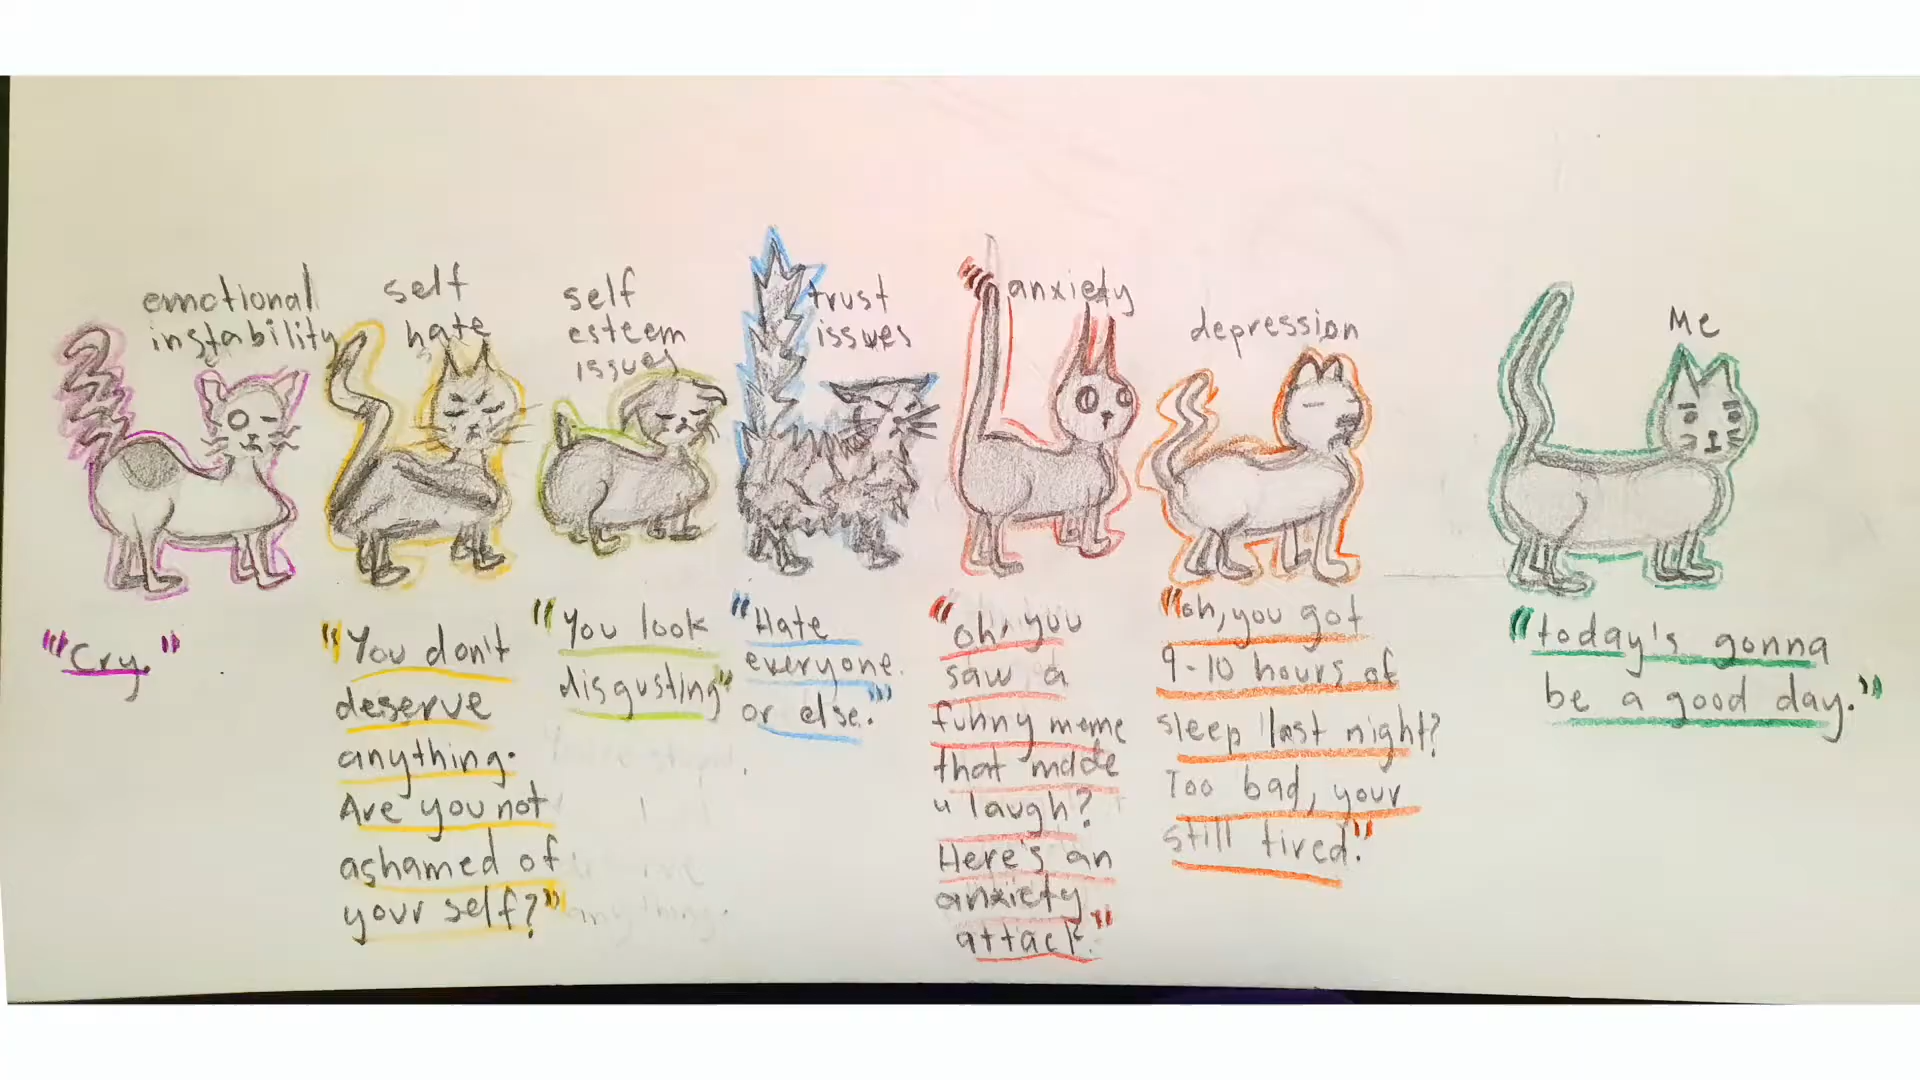 emotional
instability
self
hate
self
esteem
issues
trust
issues
anxiety
depression
Me
"Cry."
"You don't
deserve
anything.
Are you not
ashamed of
your self?"
"You look
disgusting"
"Hate
everyone.
or else."
"oh, you
saw a
funny meme
that made
u laugh?
Here's an
anxiety
attack."
"oh, you got
9-10 hours of
sleep last night?
Too bad, your
still tired."
"today's gonna
be a good day."